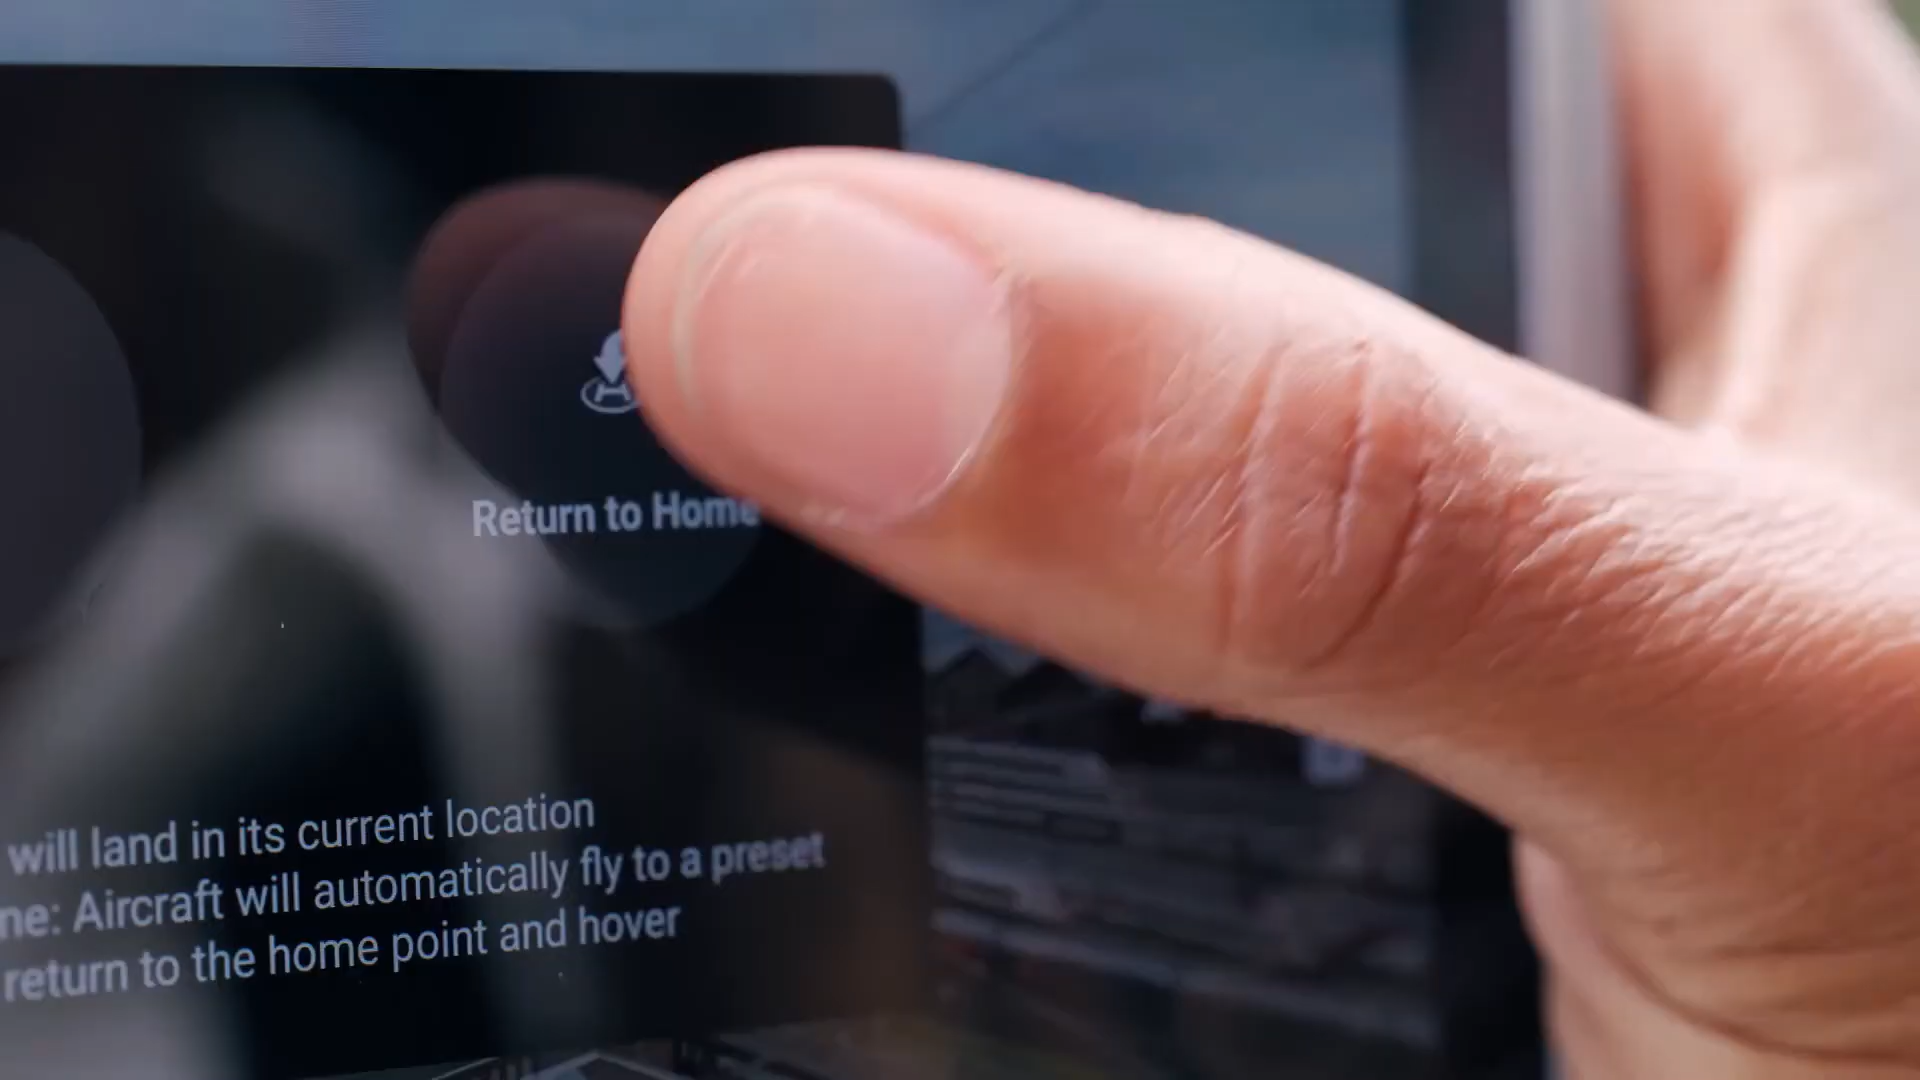 Return to Home
will land in its current location
ne: Aircraft will automatically fly to a preset
return to the home point and hover